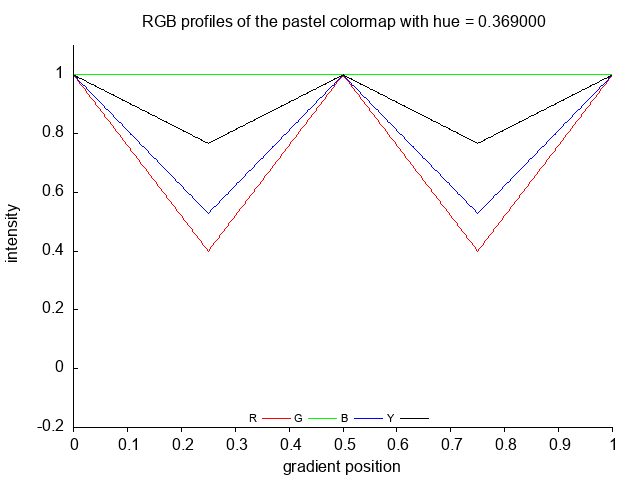 RGB profiles of the pastel colormap with hue = 0.369000
1
0.8
0.6
0.4
0.2
0
-0.2
intensity
R G B Y
0 0.1 0.2 0.3 0.4 0.5 0.6 0.7 0.8 0.9 1
gradient position